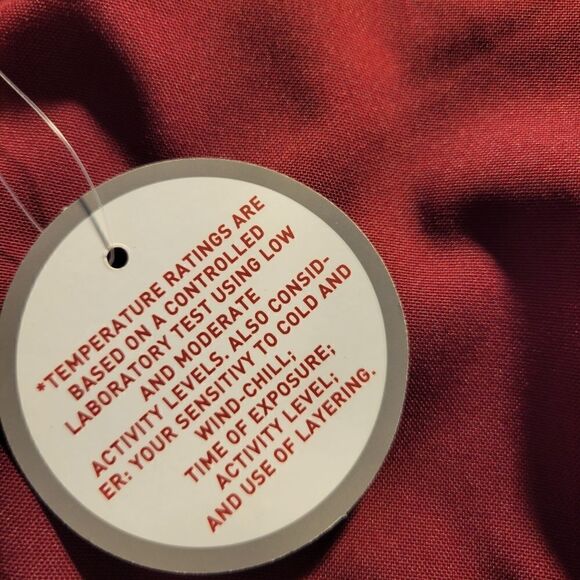 *TEMPERATURE RATINGS ARE
BASED ON A CONTROLLED
LABORATORY TEST USING LOW
AND MODERATE
ACTIVITY LEVELS. ALSO CONSID-
ER: YOUR SENSITIVY TO COLD AND
WIND-CHILL;
TIME OF EXPOSURE;
ACTIVITY LEVEL;
AND USE OF LAYERING.